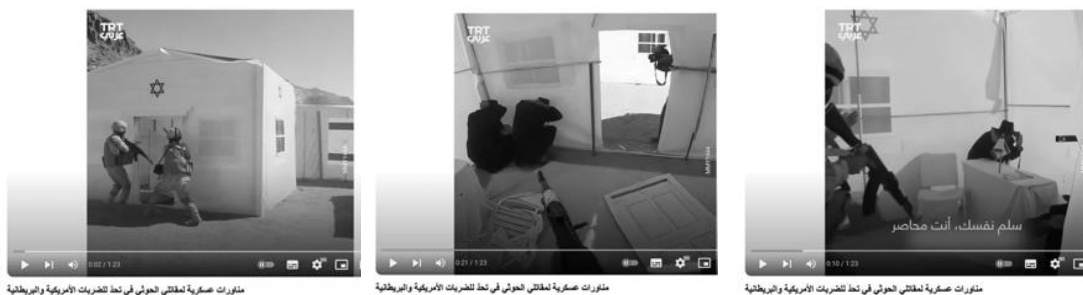 TRT
عربي
0:02 / 1:23
مناورات عسكرية لمقاتلي الحوثي في تحدٍ للضربات الأمريكية والبريطانية
TRT
عربي
0:21 / 1:23
مناورات عسكرية لمقاتلي الحوثي في تحدٍ للضربات الأمريكية والبريطانية
TRT
عربي
سلم نفسك، أنت محاصر
0:10 / 1:23
مناورات عسكرية لمقاتلي الحوثي في تحدٍ للضربات الأمريكية والبريطانية